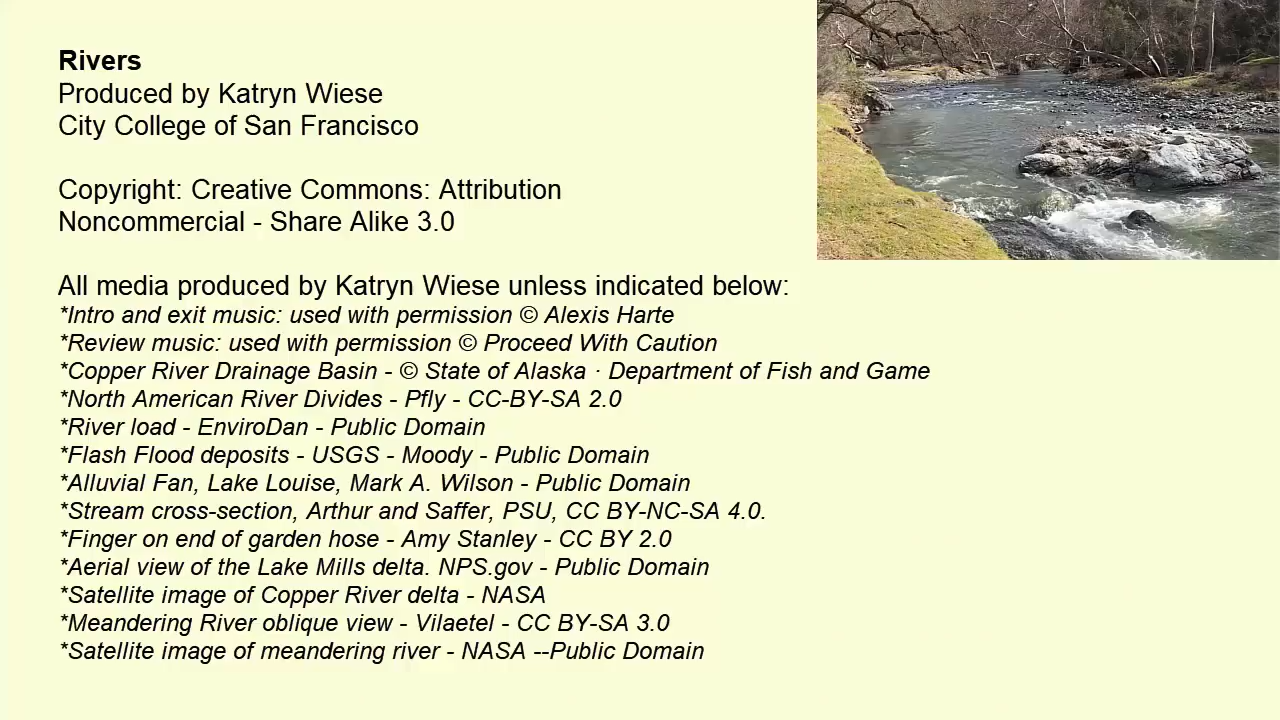 Rivers
Produced by Katryn Wiese
City College of San Francisco
Copyright: Creative Commons: Attribution
Noncommercial - Share Alike 3.0
All media produced by Katryn Wiese unless indicated below:
*Intro and exit music: used with permission © Alexis Harte
*Review music: used with permission © Proceed With Caution
*Copper River Drainage Basin - © State of Alaska · Department of Fish and Game
*North American River Divides - Pfly - CC-BY-SA 2.0
*River load - EnviroDan - Public Domain
*Flash Flood deposits - USGS - Moody - Public Domain
*Alluvial Fan, Lake Louise, Mark A. Wilson - Public Domain
*Stream cross-section, Arthur and Saffer, PSU, CC BY-NC-SA 4.0.
*Finger on end of garden hose - Amy Stanley - CC BY 2.0
*Aerial view of the Lake Mills delta. NPS.gov - Public Domain
*Satellite image of Copper River delta - NASA
*Meandering River oblique view - Vilaetel - CC BY-SA 3.0
*Satellite image of meandering river - NASA --Public Domain